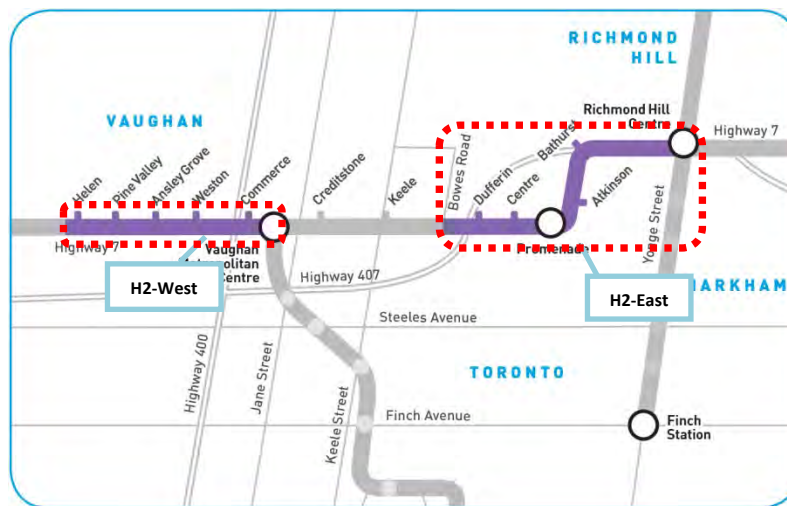 RICHMOND
HILL
Richmond Hill
Centre
Highway 7
VAUGHAN
Helen
Pine Valley
Ansley Grove
Weston
Commerce
Creditstone
Keele
Bowes Road
Dufferin
Centre
Bathurst
Atkinson
Promenade
Highway 7
Vaughan
Metropolitan
Centre
H2-West
H2-East
Highway 407
Yonge Street
MARKHAM
Steeles Avenue
Highway 400
Jane Street
Keele Street
TORONTO
Finch Avenue
Finch
Station